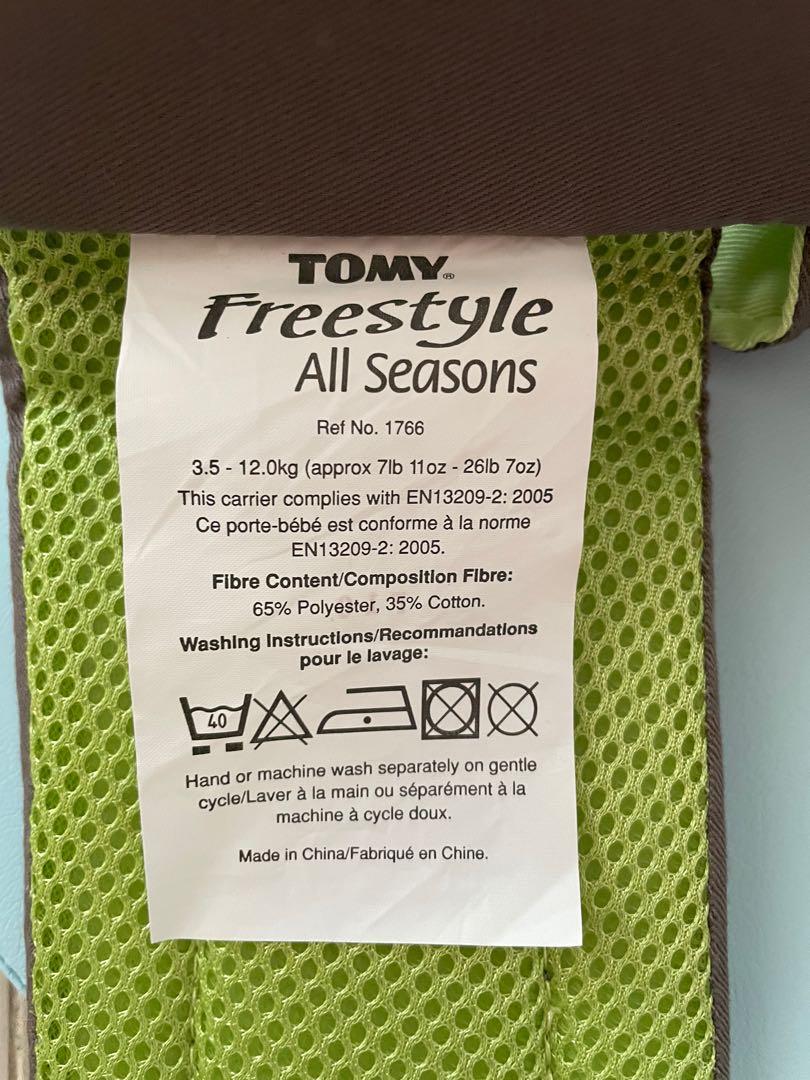 TOMY®
Freestyle
All Seasons
Ref No. 1766
3.5 - 12.0kg (approx 7lb 11oz - 26lb 7oz)
This carrier complies with EN13209-2: 2005
Ce porte-bébé est conforme à la norme
EN13209-2: 2005.
Fibre Content/Composition Fibre:
65% Polyester, 35% Cotton.
Washing Instructions/Recommandations
pour le lavage:
40
Hand or machine wash separately on gentle
cycle/Laver à la main ou séparément à la
machine à cycle doux.
Made in China/Fabriqué en Chine.